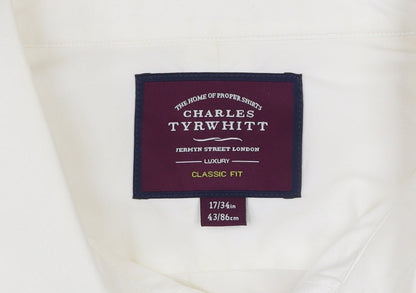 THE HOME OF PROPER SHIRTS
CHARLES
TYRWHITT
JERMYN STREET LONDON
LUXURY
CLASSIC FIT
17/34in
43/86cm